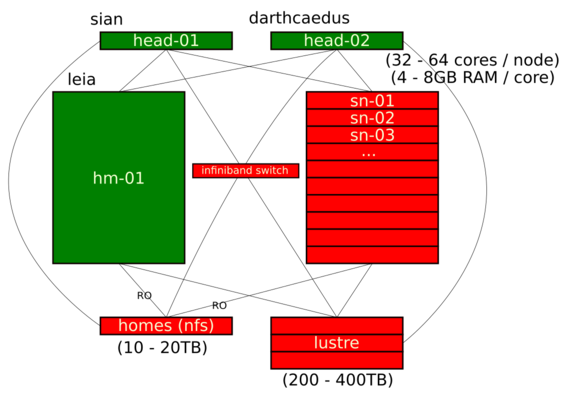 sian
darthcaedus
head-01
head-02
(32 - 64 cores / node)
(4 - 8GB RAM / core)
leia
sn-01
sn-02
sn-03
...
infiniband switch
hm-01
RO
RO
homes (nfs)
lustre
(10 - 20TB)
(200 - 400TB)